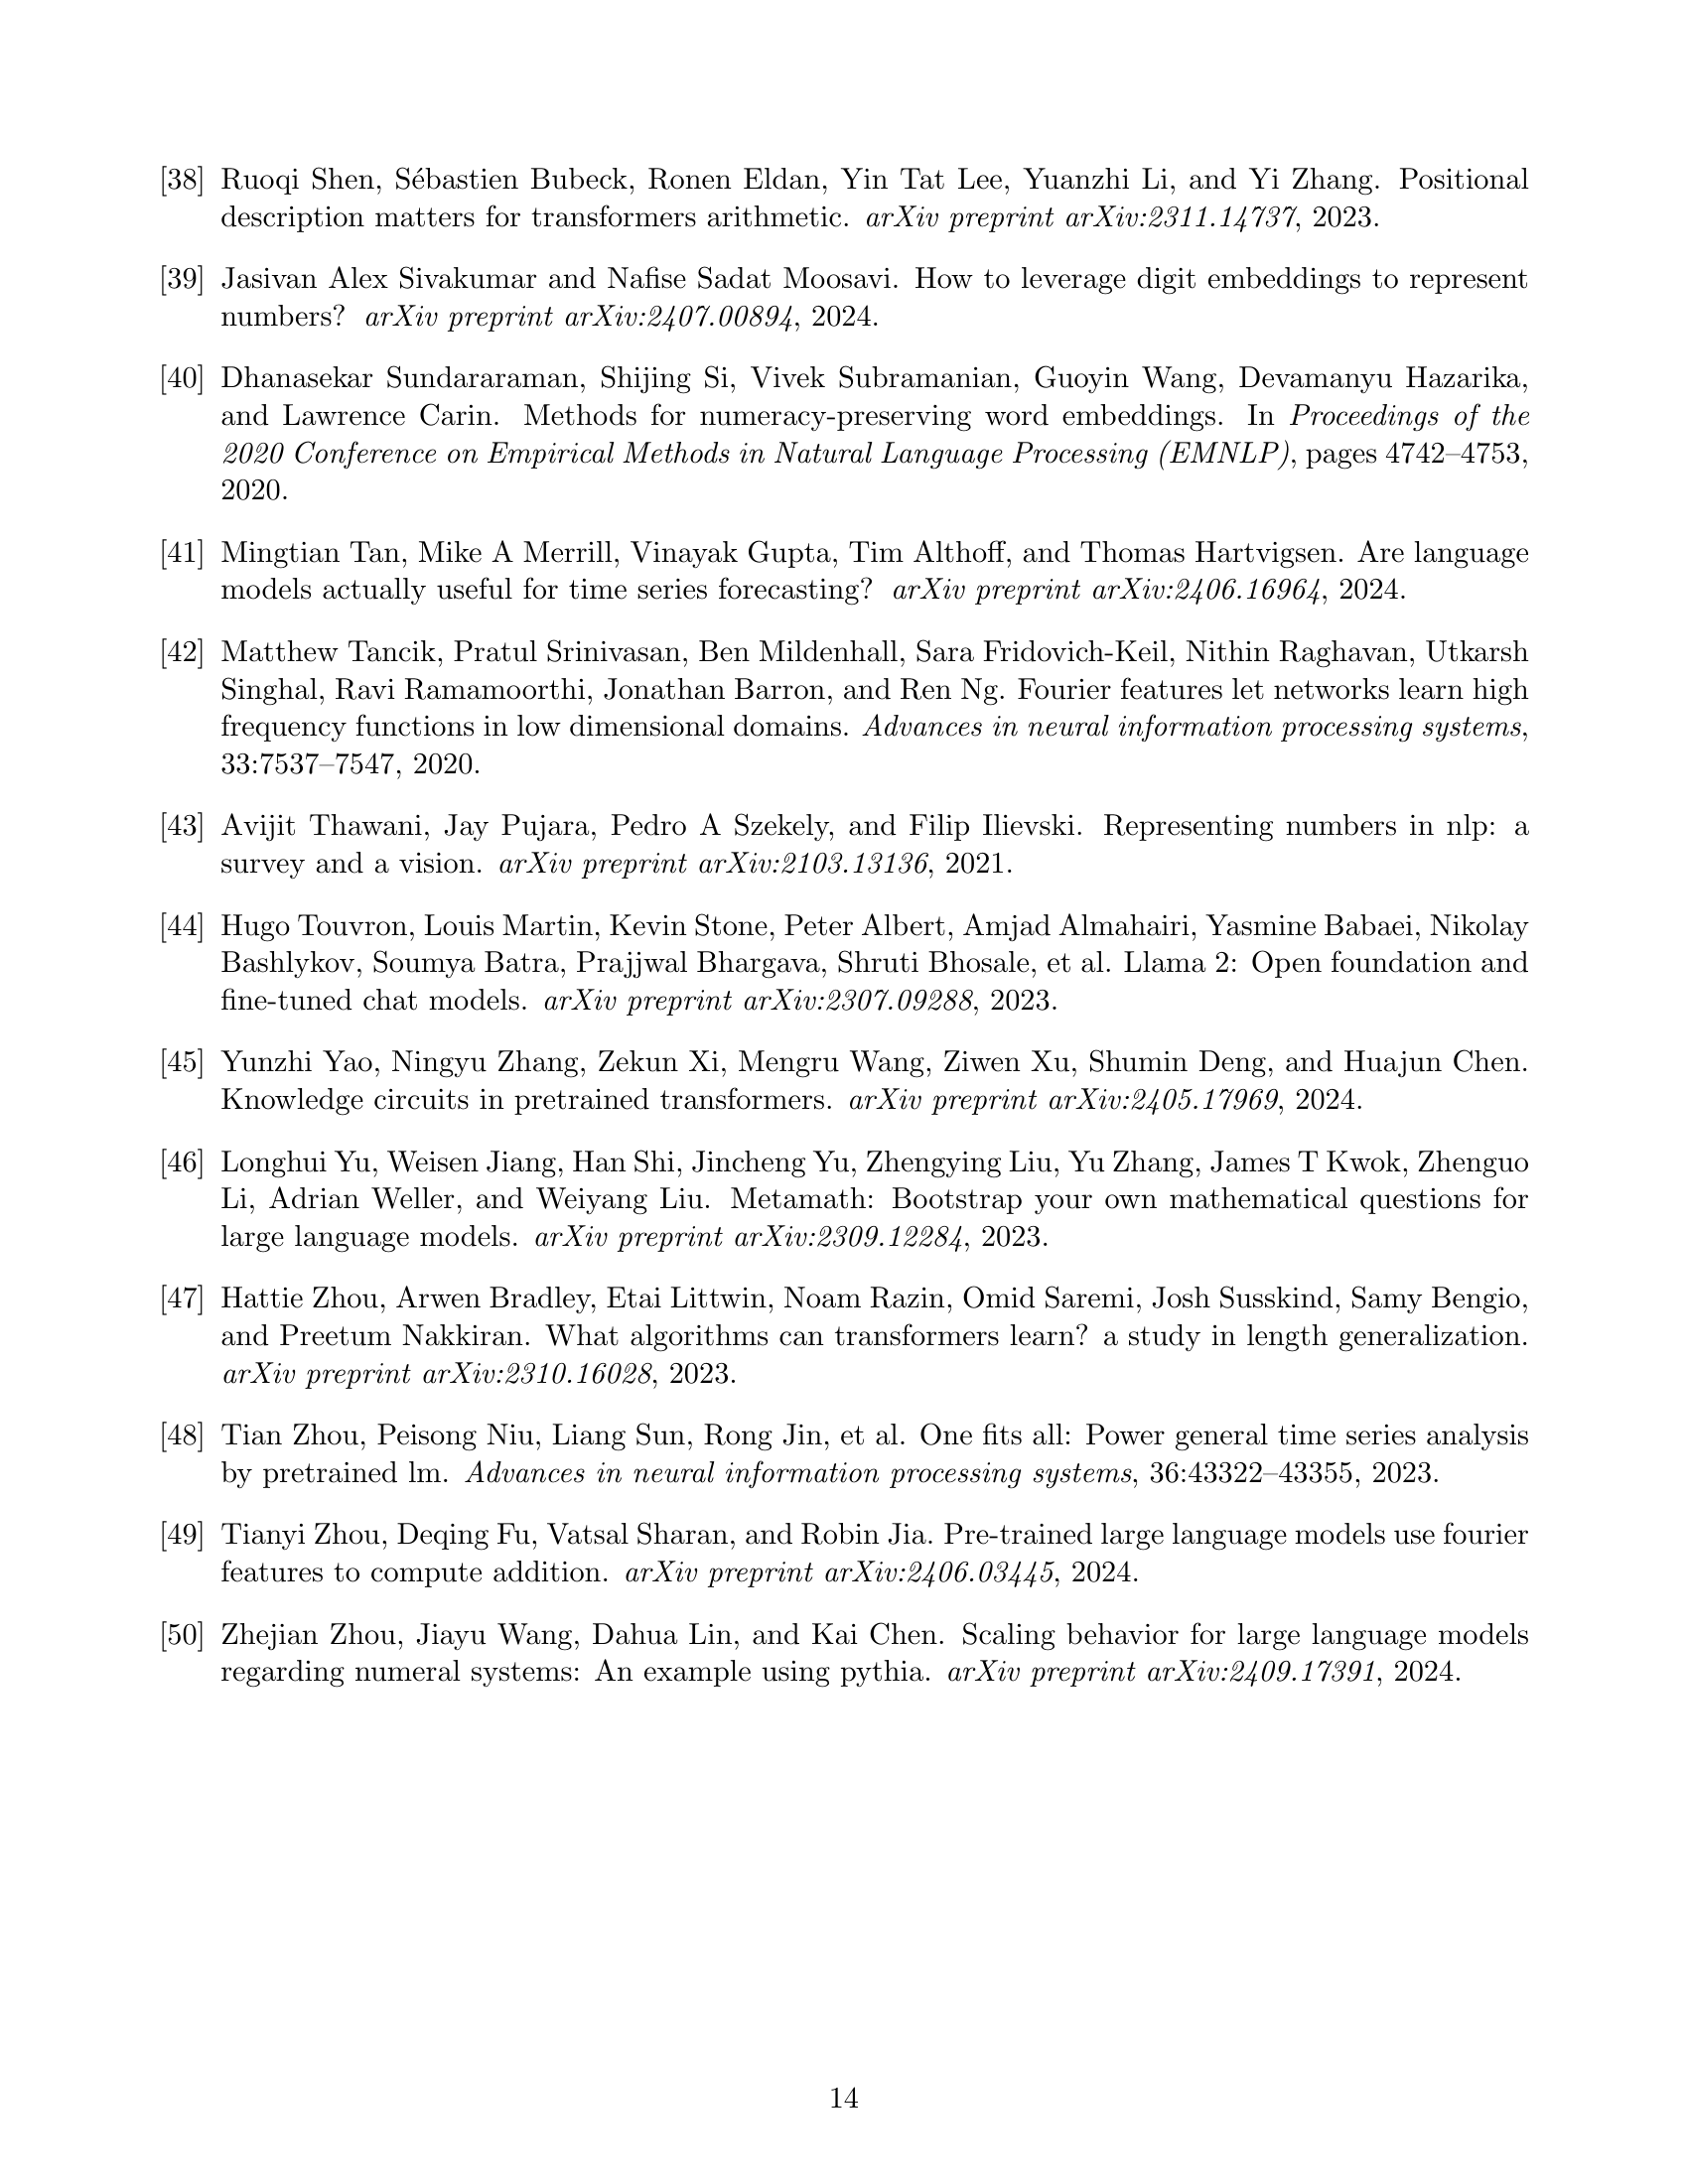 [38] Ruoqi Shen, Sébastien Bubeck, Ronen Eldan, Yin Tat Lee, Yuanzhi Li, and Yi Zhang. Positional
description matters for transformers arithmetic. arXiv preprint arXiv:2311.14737, 2023.
[39] Jasivan Alex Sivakumar and Nafise Sadat Moosavi. How to leverage digit embeddings to represent
numbers? arXiv preprint arXiv:2407.00894, 2024.
[40] Dhanasekar Sundararaman, Shijing Si, Vivek Subramanian, Guoyin Wang, Devamanyu Hazarika,
and Lawrence Carin. Methods for numeracy-preserving word embeddings. In Proceedings of the
2020 Conference on Empirical Methods in Natural Language Processing (EMNLP), pages 4742–4753,
2020.
[41] Mingtian Tan, Mike A Merrill, Vinayak Gupta, Tim Althoff, and Thomas Hartvigsen. Are language
models actually useful for time series forecasting? arXiv preprint arXiv:2406.16964, 2024.
[42] Matthew Tancik, Pratul Srinivasan, Ben Mildenhall, Sara Fridovich-Keil, Nithin Raghavan, Utkarsh
Singhal, Ravi Ramamoorthi, Jonathan Barron, and Ren Ng. Fourier features let networks learn high
frequency functions in low dimensional domains. Advances in neural information processing systems,
33:7537–7547, 2020.
[43] Avijit Thawani, Jay Pujara, Pedro A Szekely, and Filip Ilievski. Representing numbers in nlp: a
survey and a vision. arXiv preprint arXiv:2103.13136, 2021.
[44] Hugo Touvron, Louis Martin, Kevin Stone, Peter Albert, Amjad Almahairi, Yasmine Babaei, Nikolay
Bashlykov, Soumya Batra, Prajjwal Bhargava, Shruti Bhosale, et al. Llama 2: Open foundation and
fine-tuned chat models. arXiv preprint arXiv:2307.09288, 2023.
[45] Yunzhi Yao, Ningyu Zhang, Zekun Xi, Mengru Wang, Ziwen Xu, Shumin Deng, and Huajun Chen.
Knowledge circuits in pretrained transformers. arXiv preprint arXiv:2405.17969, 2024.
[46] Longhui Yu, Weisen Jiang, Han Shi, Jincheng Yu, Zhengying Liu, Yu Zhang, James T Kwok, Zhenguo
Li, Adrian Weller, and Weiyang Liu. Metamath: Bootstrap your own mathematical questions for
large language models. arXiv preprint arXiv:2309.12284, 2023.
[47] Hattie Zhou, Arwen Bradley, Etai Littwin, Noam Razin, Omid Saremi, Josh Susskind, Samy Bengio,
and Preetum Nakkiran. What algorithms can transformers learn? a study in length generalization.
arXiv preprint arXiv:2310.16028, 2023.
[48] Tian Zhou, Peisong Niu, Liang Sun, Rong Jin, et al. One fits all: Power general time series analysis
by pretrained lm. Advances in neural information processing systems, 36:43322–43355, 2023.
[49] Tianyi Zhou, Deqing Fu, Vatsal Sharan, and Robin Jia. Pre-trained large language models use fourier
features to compute addition. arXiv preprint arXiv:2406.03445, 2024.
[50] Zhejian Zhou, Jiayu Wang, Dahua Lin, and Kai Chen. Scaling behavior for large language models
regarding numeral systems: An example using pythia. arXiv preprint arXiv:2409.17391, 2024.
14